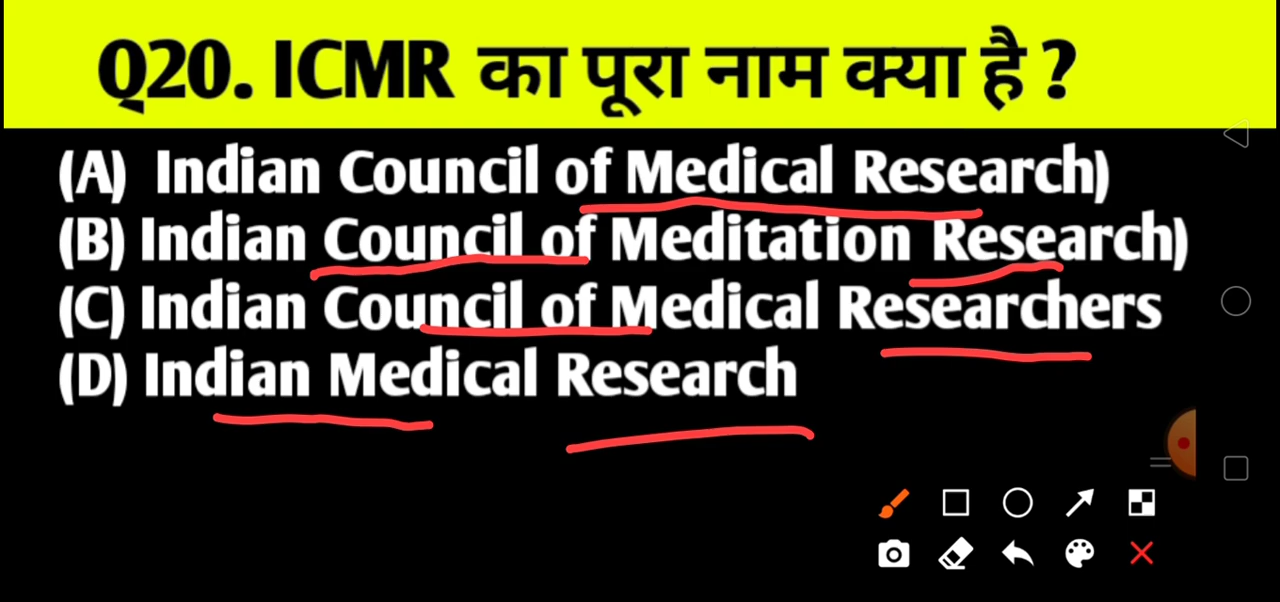 Q20. ICMR का पूरा नाम क्या है ?
(A) Indian Council of Medical Research)
(B) Indian Council of Meditation Research)
(C) Indian Council of Medical Researchers
(D) Indian Medical Research